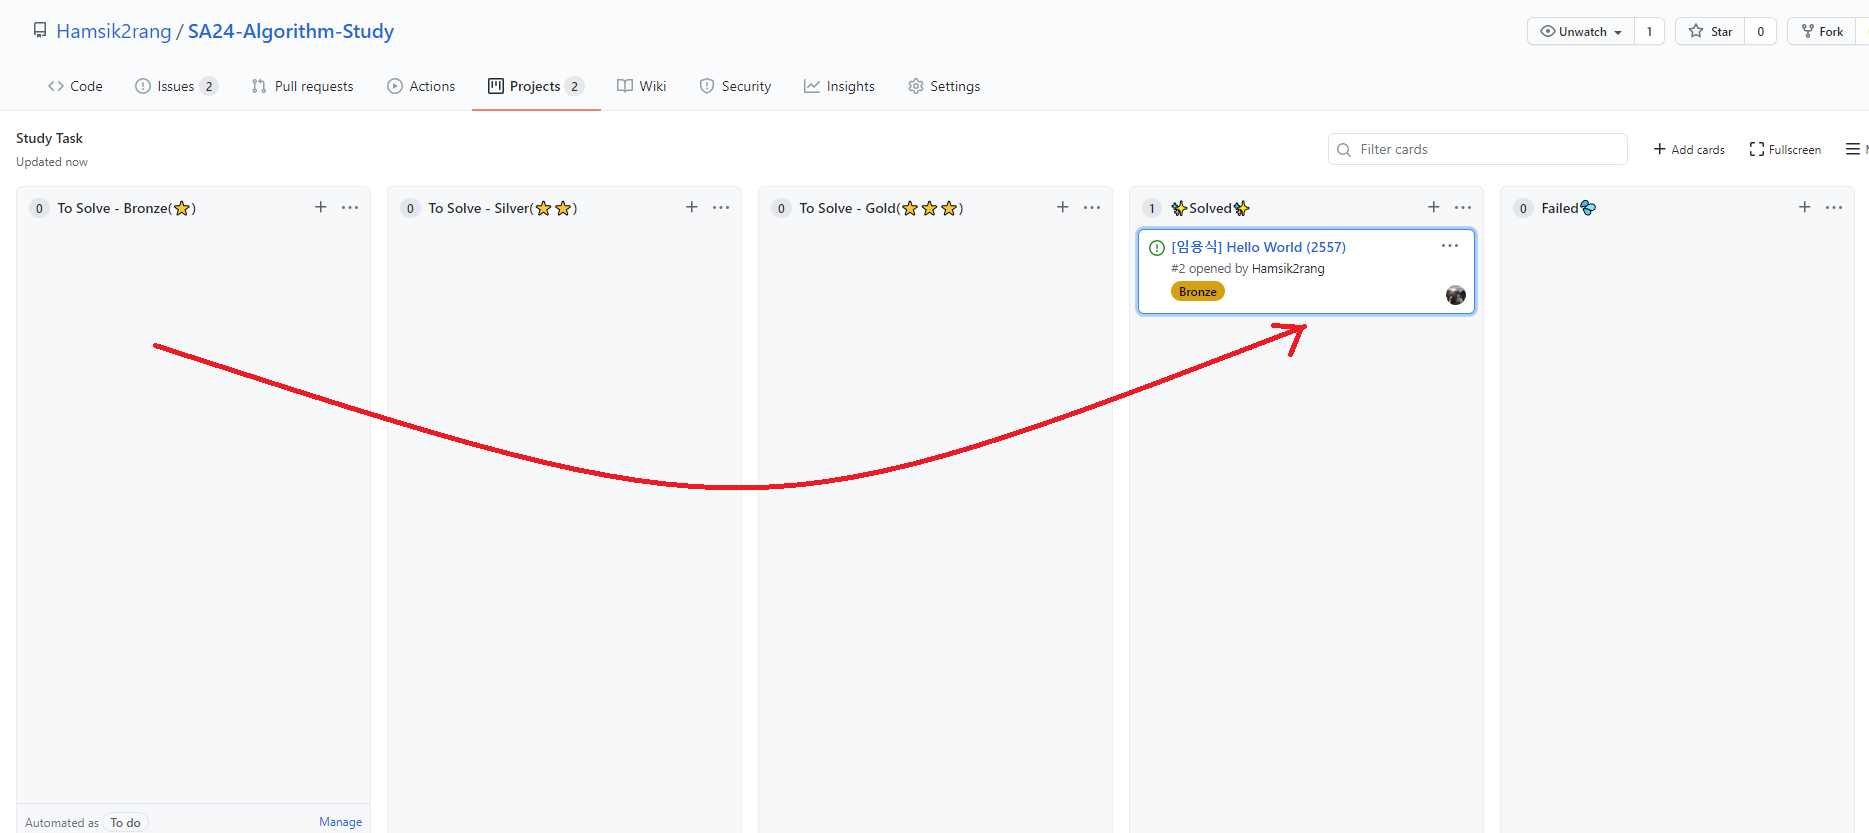 Hamsik2rang / SA24-Algorithm-Study
Unwatch 1 Star 0 Fork
Code Issues 2 Pull requests Actions Projects 2 Wiki Security Insights Settings
Study Task
Updated now
Filter cards
Add cards Fullscreen
0 To Solve - Bronze(⭐)
0 To Solve - Silver(⭐⭐)
0 To Solve - Gold(⭐⭐⭐)
1 ✨Solved✨
[임용식] Hello World (2557)
#2 opened by Hamsik2rang
Bronze
0 Failed💦
Automated as To do Manage